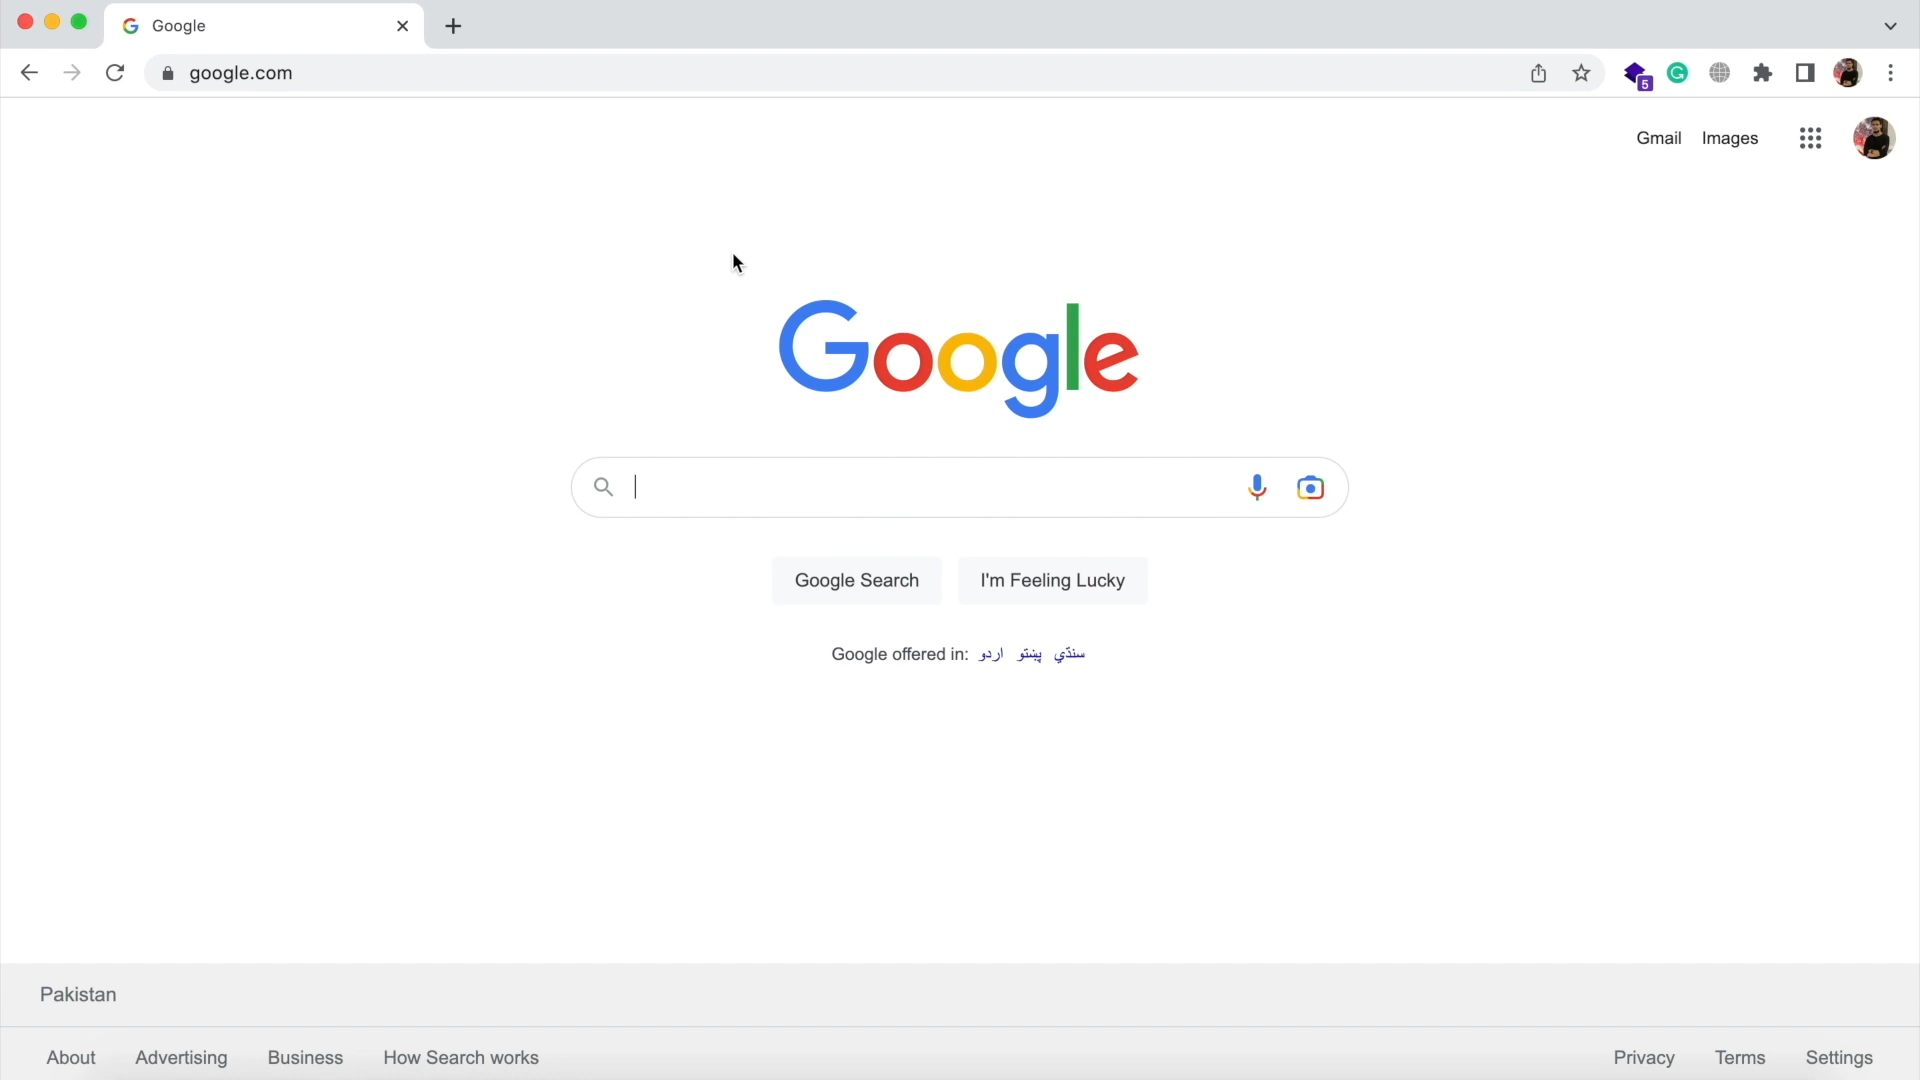 Google
google.com
5
Gmail Images
Google
Google Search I'm Feeling Lucky
Google offered in: اردو پښتو سنڌي
Pakistan
About Advertising Business How Search works Privacy Terms Settings